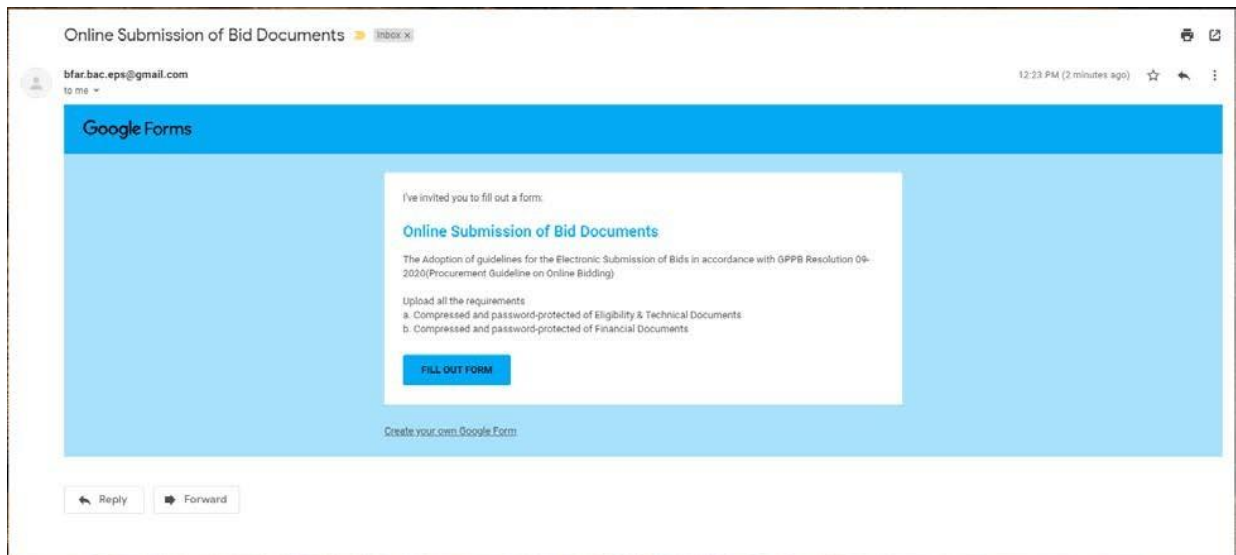 Online Submission of Bid Documents Inbox x
bfar.bac.eps@gmail.com 12:23 PM (2 minutes ago)
to me
Google Forms
I've invited you to fill out a form:
Online Submission of Bid Documents
The Adoption of guidelines for the Electronic Submission of Bids in accordance with GPPB Resolution 09-
2020(Procurement Guideline on Online Bidding)
Upload all the requirements
a. Compressed and password-protected of Eligibility & Technical Documents
b. Compressed and password-protected of Financial Documents
FILL OUT FORM
Create your own Google Form
Reply Forward